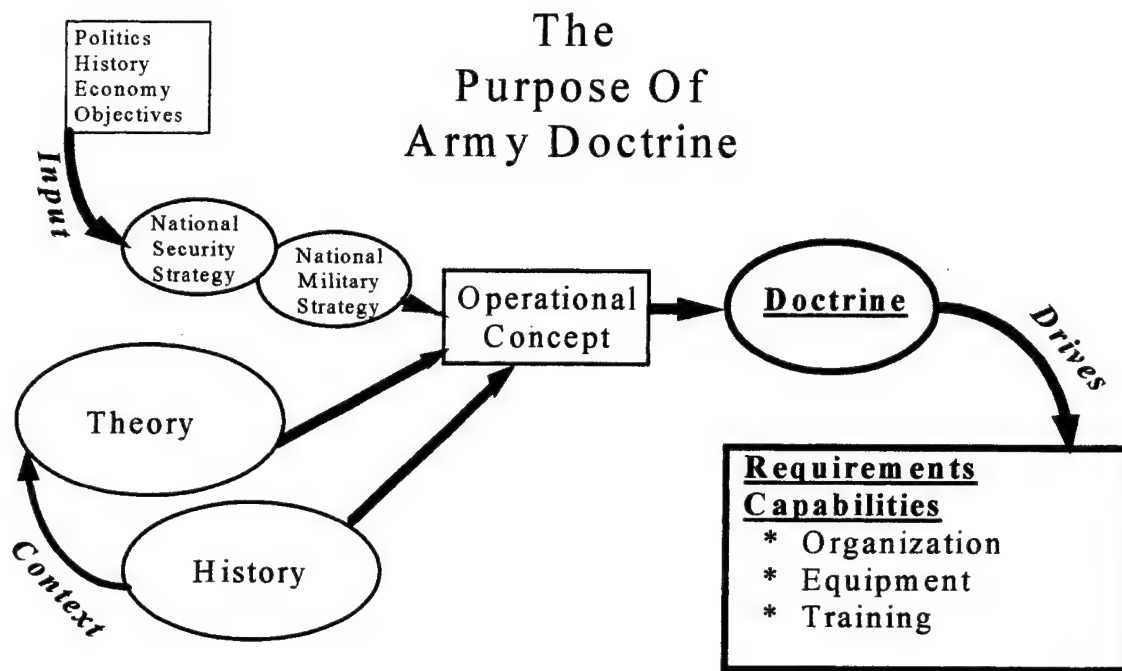 The
Purpose Of
Army Doctrine
Politics
History
Economy
Objectives
Input
National
Security
Strategy
National
Military
Strategy
Operational
Concept
Doctrine
Drives
Theory
History
Context
Requirements
Capabilities
* Organization
* Equipment
* Training